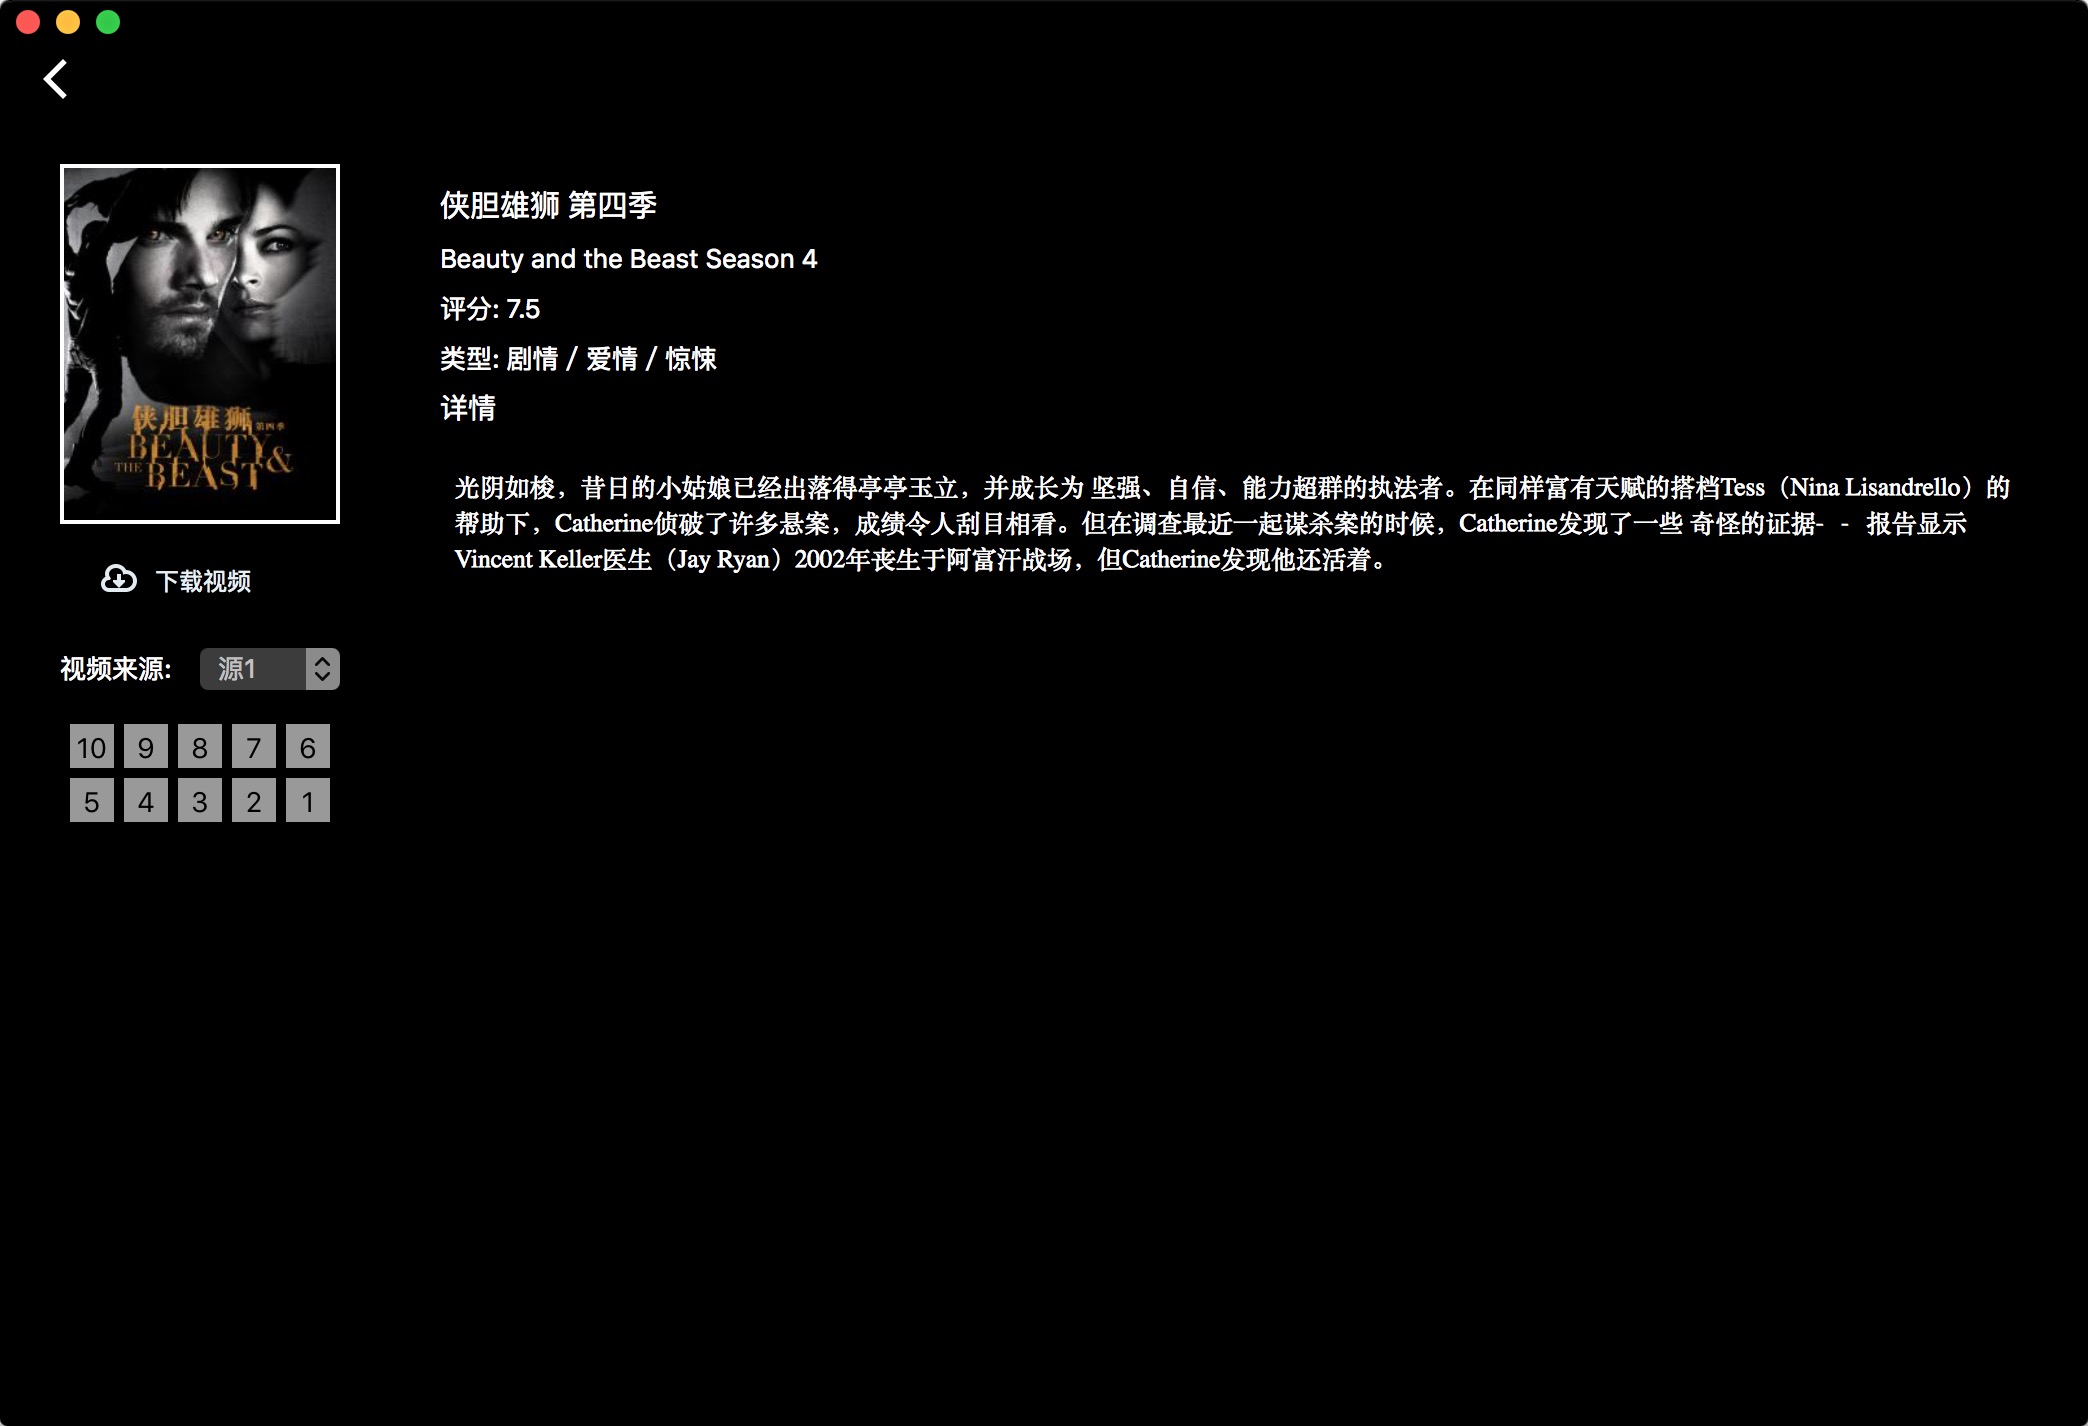 侠胆雄狮 第四季
BEAUTY &
THE BEAST
下载视频
视频来源: 源1
10 9 8 7 6
5 4 3 2 1
侠胆雄狮 第四季
Beauty and the Beast Season 4
评分: 7.5
类型: 剧情 / 爱情 / 惊悚
详情
光阴如梭，昔日的小姑娘已经出落得亭亭玉立，并成长为 坚强、自信、能力超群的执法者。在同样富有天赋的搭档Tess（Nina Lisandrello）的
帮助下，Catherine侦破了许多悬案，成绩令人刮目相看。但在调查最近一起谋杀案的时候，Catherine发现了一些 奇怪的证据- - 报告显示
Vincent Keller医生（Jay Ryan）2002年丧生于阿富汗战场，但Catherine发现他还活着。